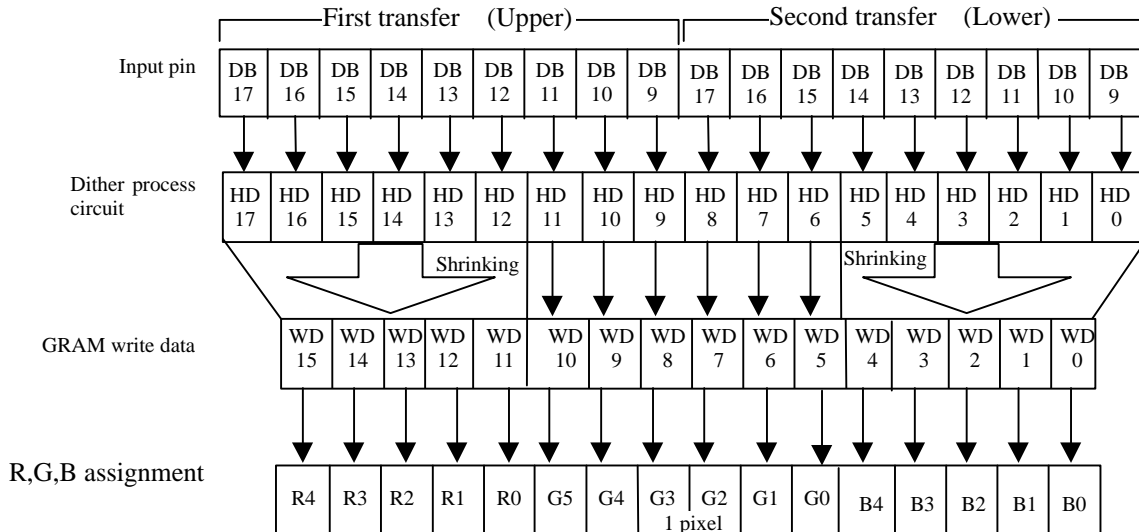 First transfer (Upper) Second transfer (Lower)
Input pin
DB 17 DB 16 DB 15 DB 14 DB 13 DB 12 DB 11 DB 10 DB 9 DB 17 DB 16 DB 15 DB 14 DB 13 DB 12 DB 11 DB 10 DB 9
Dither process
circuit
HD 17 HD 16 HD 15 HD 14 HD 13 HD 12 HD 11 HD 10 HD 9 HD 8 HD 7 HD 6 HD 5 HD 4 HD 3 HD 2 HD 1 HD 0
Shrinking Shrinking
GRAM write data
WD 15 WD 14 WD 13 WD 12 WD 11 WD 10 WD 9 WD 8 WD 7 WD 6 WD 5 WD 4 WD 3 WD 2 WD 1 WD 0
R,G,B assignment
R4 R3 R2 R1 R0 G5 G4 G3 G2 G1 G0 B4 B3 B2 B1 B0
1 pixel